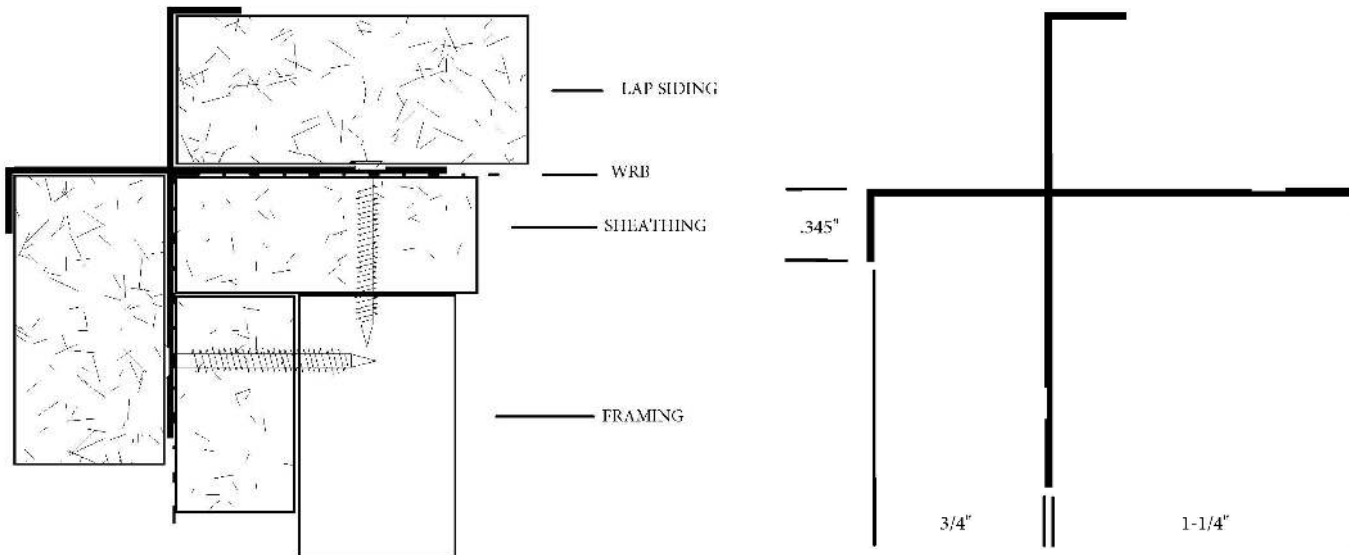 LAP SIDING
WRB
SHEATHING
FRAMING
.345"
3/4"
1-1/4"